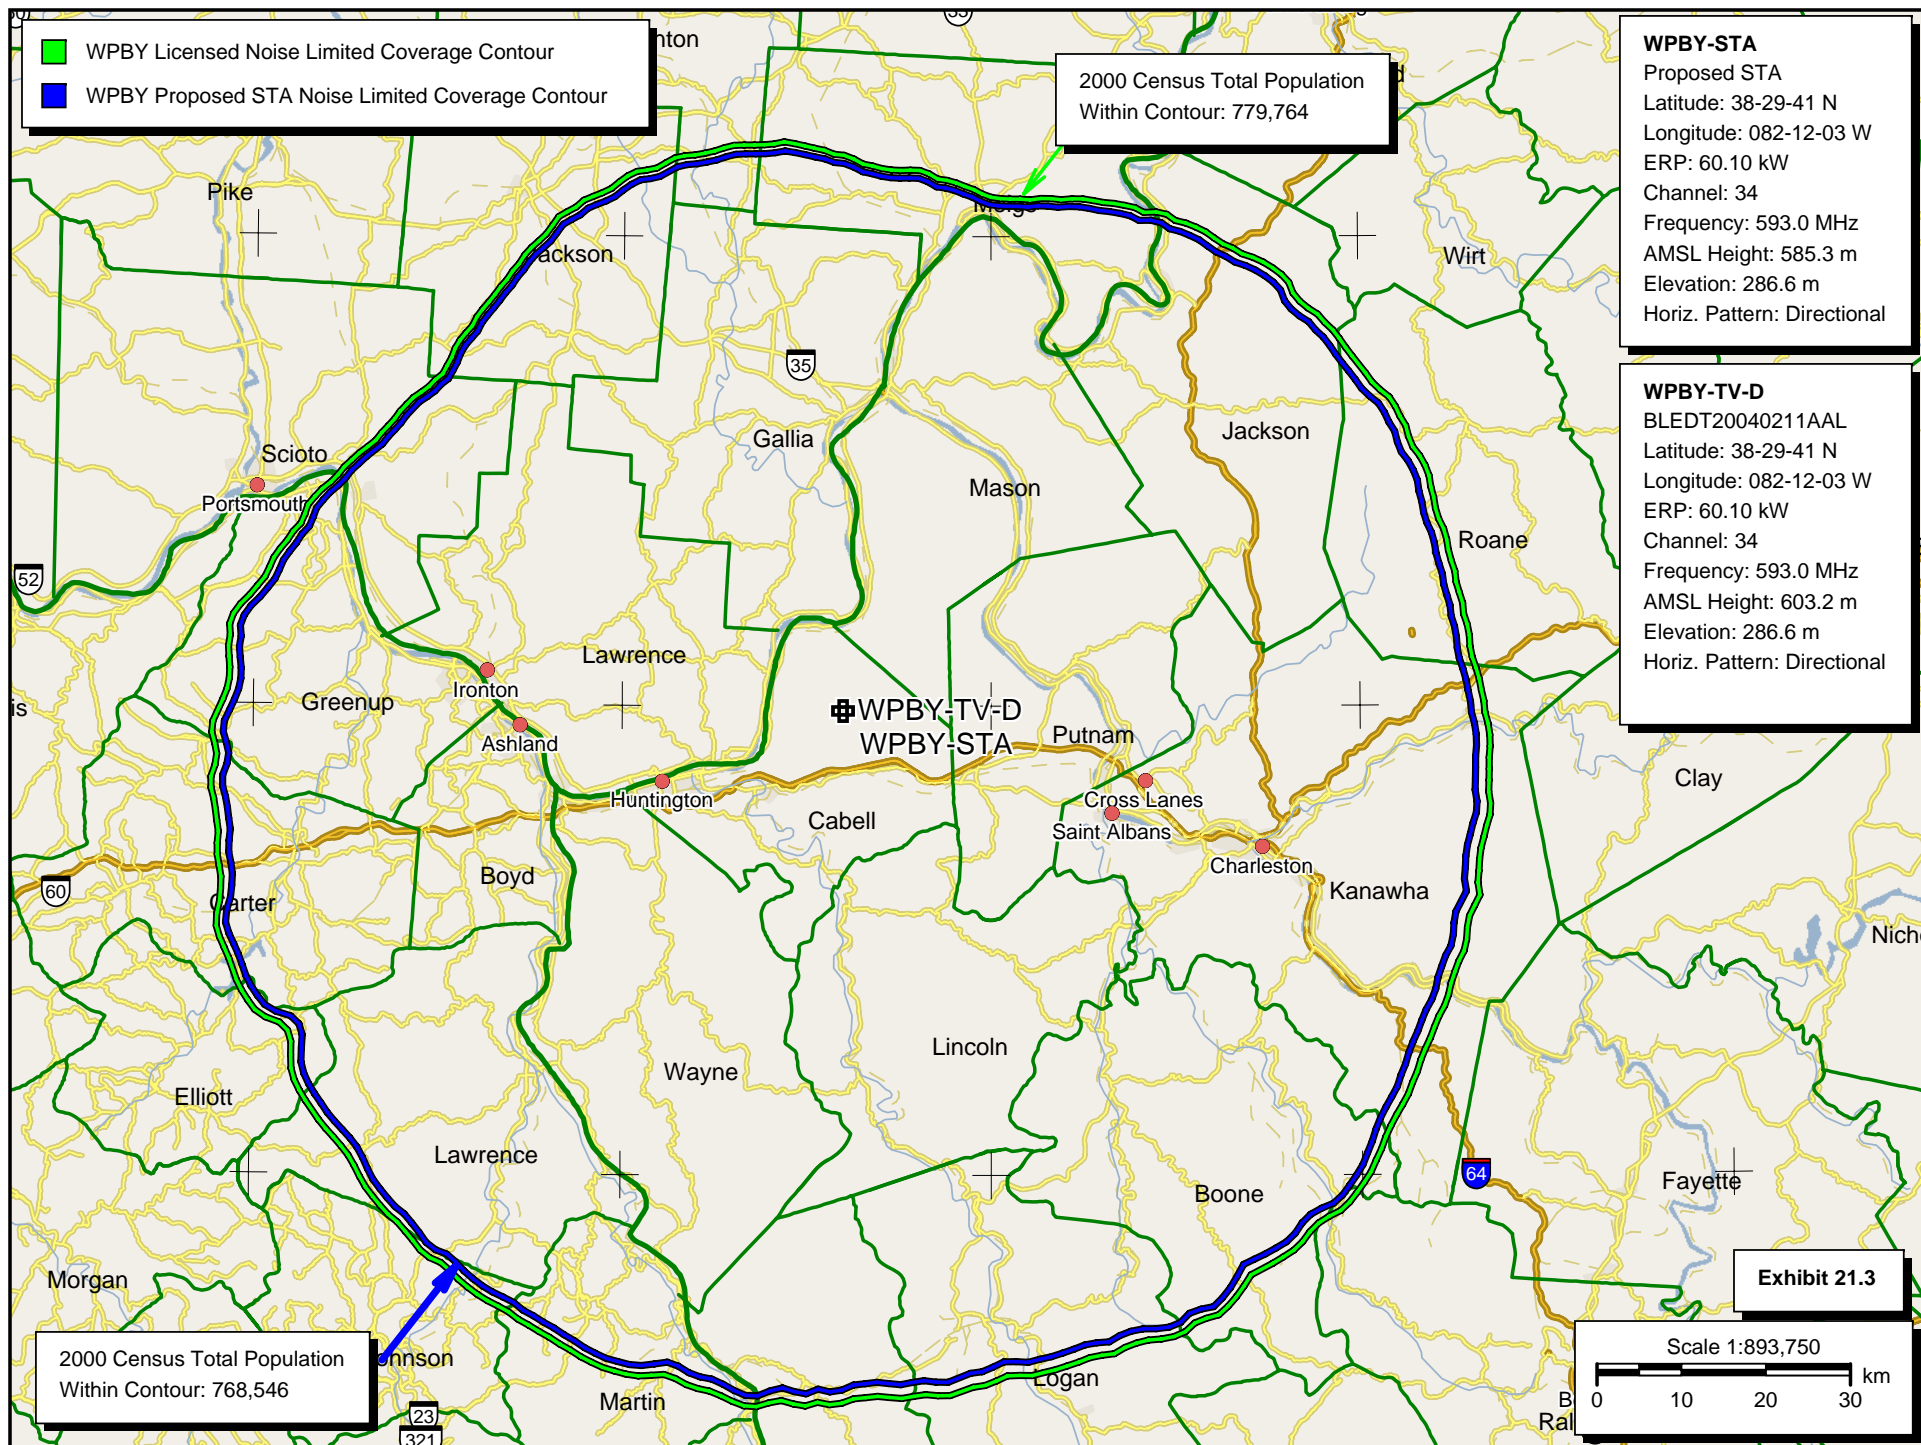 WPBY Licensed Noise Limited Coverage Contour
WPBY Proposed STA Noise Limited Coverage Contour
2000 Census Total Population
Within Contour: 779,764
WPBY-STA
Proposed STA
Latitude: 38-29-41 N
Longitude: 082-12-03 W
ERP: 60.10 kW
Channel: 34
Frequency: 593.0 MHz
AMSL Height: 585.3 m
Elevation: 286.6 m
Horiz. Pattern: Directional
WPBY-TV-D
BLEDT20040211AAL
Latitude: 38-29-41 N
Longitude: 082-12-03 W
ERP: 60.10 kW
Channel: 34
Frequency: 593.0 MHz
AMSL Height: 603.2 m
Elevation: 286.6 m
Horiz. Pattern: Directional
Pike
Jackson
Meigs
Wirt
35
Gallia
Jackson
Scioto
Portsmouth
Mason
Roane
52
Lawrence
Ironton
Greenup
Ashland
WPBY-TV-D
WPBY-STA
Putnam
Clay
Huntington
Cross Lanes
Cabell
Saint Albans
Charleston
Boyd
60
Carter
Kanawha
Lincoln
Wayne
Elliott
Lawrence
Boone
64
Fayette
Morgan
Exhibit 21.3
2000 Census Total Population
Within Contour: 768,546
Logan
Martin
23
321
Scale 1:893,750
0 10 20 30 km